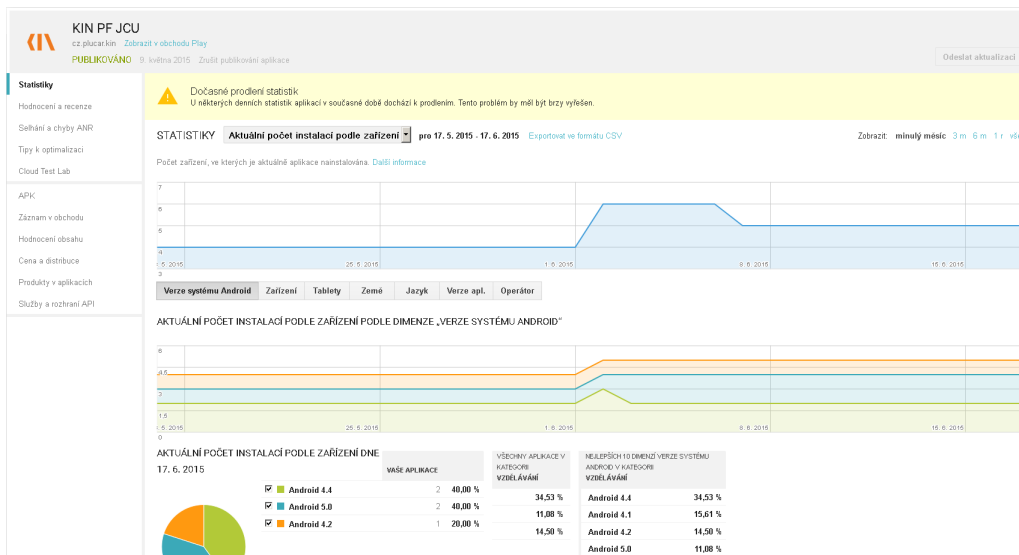 KIN PF JCU
cz.plucar.kin Zobrazit v obchodu Play
PUBLIKOVÁNO 9. května 2015 Zrušit publikování aplikace
Odeslat aktualizaci
Statistiky
Hodnocení a recenze
Selhání a chyby ANR
Tipy k optimalizaci
Cloud Test Lab
APK
Záznam v obchodu
Hodnocení obsahu
Cena a distribuce
Produkty v aplikacích
Služby a rozhraní API
Dočasné prodlení statistik
U některých denních statistik aplikací v současné době dochází k prodlením. Tento problém by měl být brzy vyřešen.
STATISTIKY Aktuální počet instalací podle zařízení pro 17. 5. 2015 - 17. 6. 2015 Exportovat ve formátu CSV Zobrazit: minulý měsíc 3 m 6 m 1 r vše
Počet zařízení, ve kterých je aktuálně aplikace nainstalována. Další informace
7
6
5
4
. 5. 2015 25. 5. 2015 1. 6. 2015 8. 6. 2015 15. 6. 2015
3
Verze systému Android Zařízení Tablety Země Jazyk Verze apl. Operátor
AKTUÁLNÍ POČET INSTALACÍ PODLE ZAŘÍZENÍ PODLE DIMENZE „VERZE SYSTÉMU ANDROID“
6
4.5
3
1.5
. 5. 2015 25. 5. 2015 1. 6. 2015 8. 6. 2015 15. 6. 2015
0
AKTUÁLNÍ POČET INSTALACÍ PODLE ZAŘÍZENÍ DNE
17. 6. 2015
VAŠE APLIKACE
Android 4.4 2 40,00 %
Android 5.0 2 40,00 %
Android 4.2 1 20,00 %
VŠECHNY APLIKACE V
KATEGORII
VZDĚLÁVÁNÍ
34,53 %
11,08 %
14,50 %
NEJLEPŠÍCH 10 DIMENZÍ VERZE SYSTÉMU
ANDROID V KATEGORII
VZDĚLÁVÁNÍ
Android 4.4 34,53 %
Android 4.1 15,61 %
Android 4.2 14,50 %
Android 5.0 11,08 %